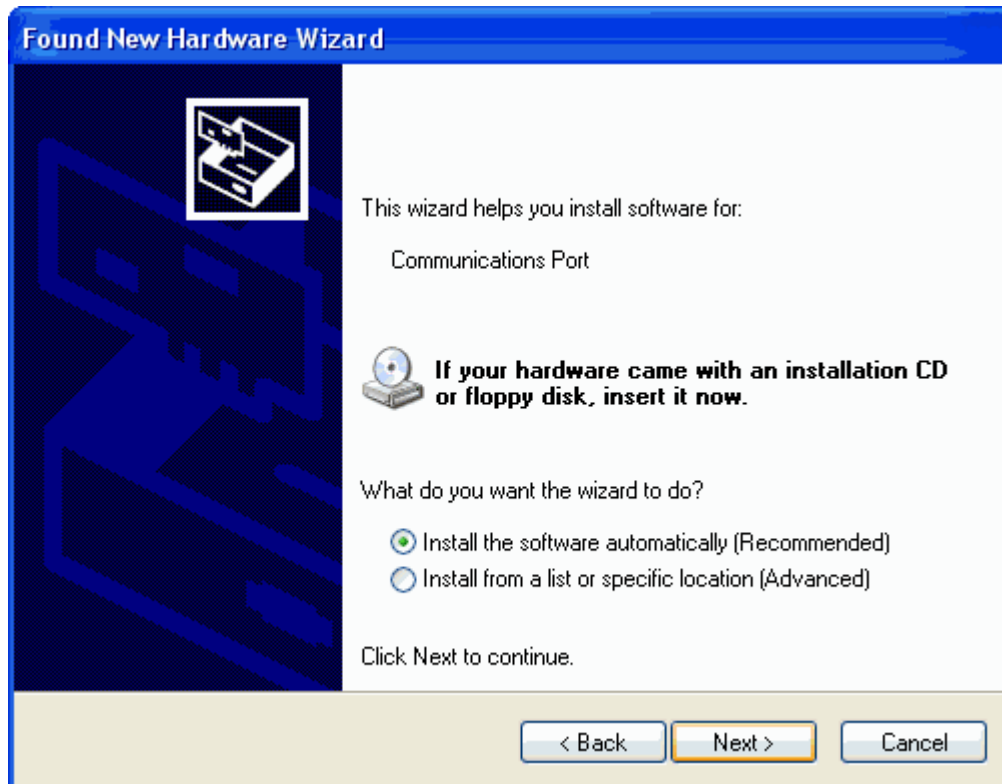 Found New Hardware Wizard
This wizard helps you install software for:
Communications Port
If your hardware came with an installation CD
or floppy disk, insert it now.
What do you want the wizard to do?
Install the software automatically (Recommended)
Install from a list or specific location (Advanced)
Click Next to continue.
< Back Next > Cancel